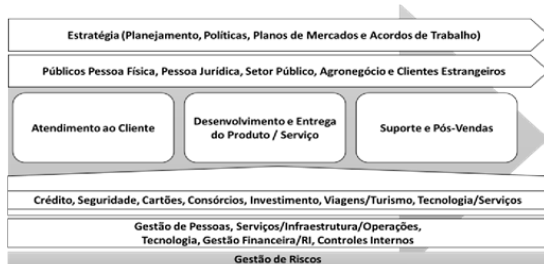 Estratégia (Planejamento, Políticas, Planos de Mercados e Acordos de Trabalho)
Públicos Pessoa Física, Pessoa Jurídica, Setor Público, Agronegócio e Clientes Estrangeiros
Atendimento ao Cliente
Desenvolvimento e Entrega
do Produto / Serviço
Suporte e Pós-Vendas
Crédito, Seguridade, Cartões, Consórcios, Investimento, Viagens/Turismo, Tecnologia/Serviços
Gestão de Pessoas, Serviços/Infraestrutura/Operações,
Tecnologia, Gestão Financeira/RI, Controles Internos
Gestão de Riscos